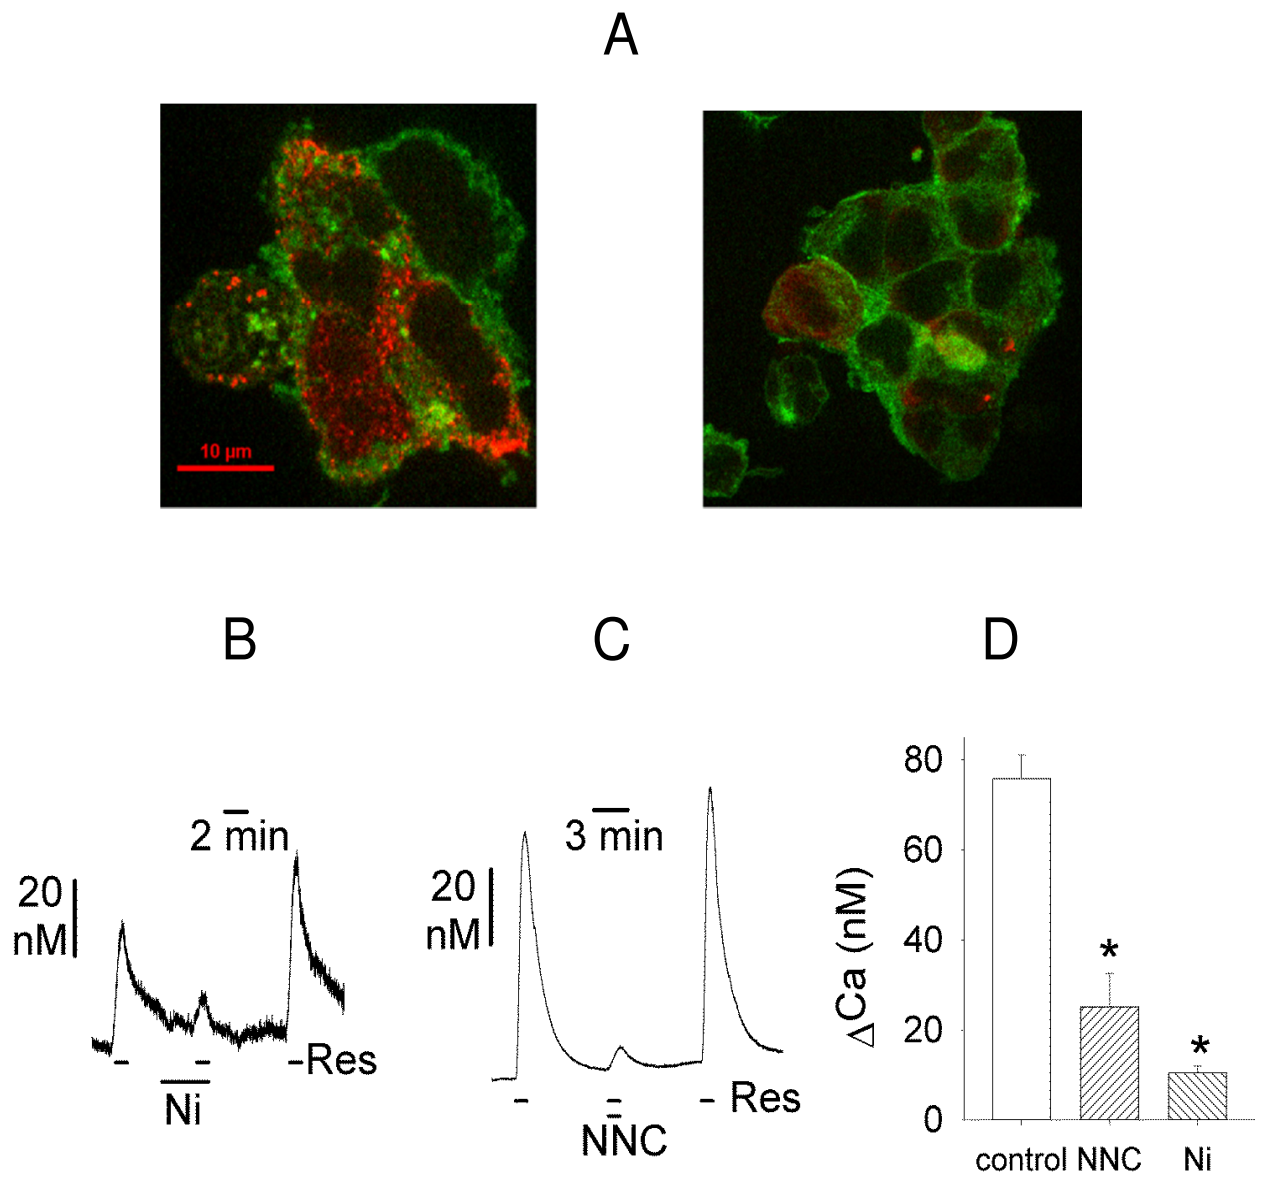 A
10 µm
B
C
D
2 min
20
nM
Res
Ni
3 min
20
nM
Res
NNC
80
60
40
20
0
ΔCa (nM)
*
*
control NNC Ni